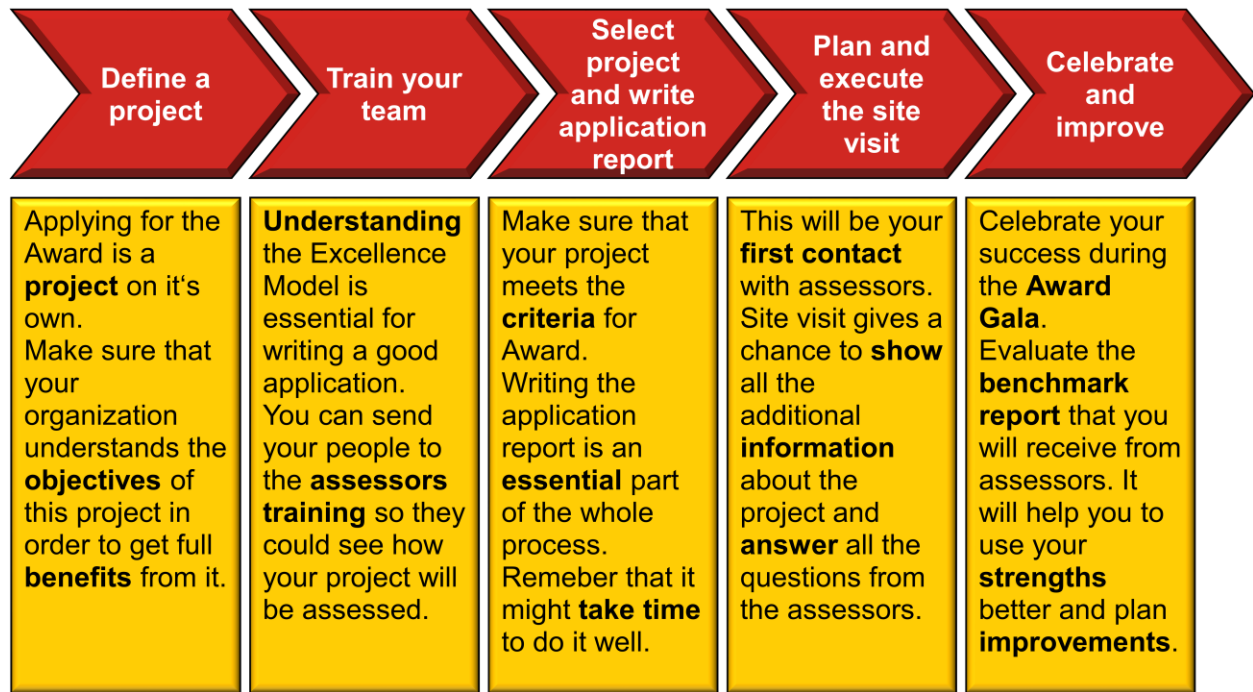 Define a
project
Train your
team
Select
project
and write
application
report
Plan and
execute
the site
visit
Celebrate
and
improve
Applying for the
Award is a
project on it‘s
own.
Make sure that
your
organization
understands the
objectives of
this project in
order to get full
benefits from it.
Understanding
the Excellence
Model is
essential for
writing a good
application.
You can send
your people to
the assessors
training so they
could see how
your project will
be assessed.
Make sure that
your project
meets the
criteria for
Award.
Writing the
application
report is an
essential part
of the whole
process.
Remeber that it
might take time
to do it well.
This will be your
first contact
with assessors.
Site visit gives a
chance to show
all the
additional
information
about the
project and
answer all the
questions from
the assessors.
Celebrate your
success during
the Award
Gala.
Evaluate the
benchmark
report that you
will receive from
assessors. It
will help you to
use your
strengths
better and plan
improvements.